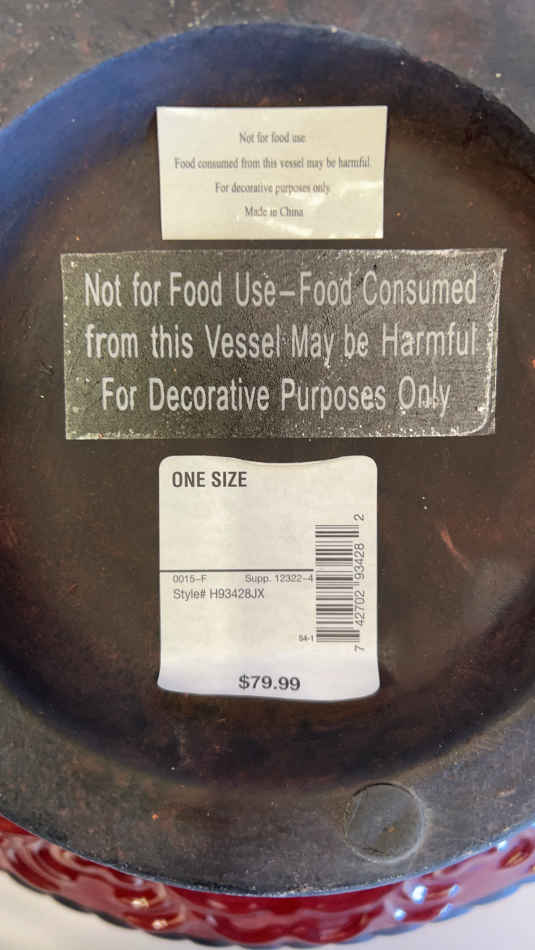 Not for food use.
Food consumed from this vessel may be harmful.
For decorative purposes only.
Made in China
Not for Food Use–Food Consumed
from this Vessel May be Harmful
For Decorative Purposes Only
ONE SIZE
0015-F Supp. 12322-4
Style# H93428JX
S4-1
7 42702 93428 2
$79.99